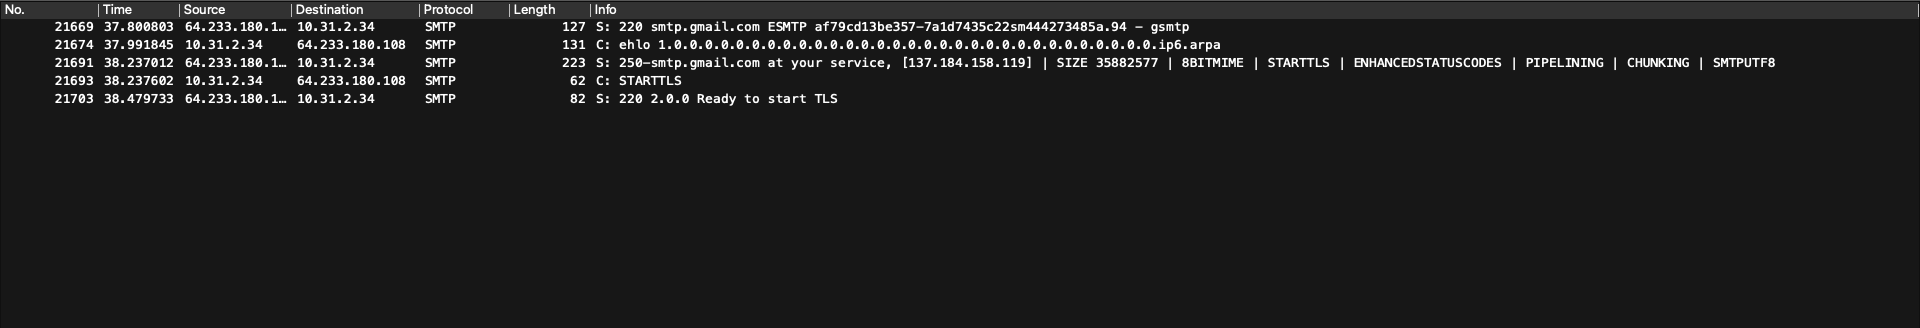 No. Time Source Destination Protocol Length Info
21669 37.800803 64.233.180.1… 10.31.2.34 SMTP 127 S: 220 smtp.gmail.com ESMTP af79cd13be357-7a1d7435c22sm444273485a.94 – gsmtp
21674 37.991845 10.31.2.34 64.233.180.108 SMTP 131 C: ehlo 1.0.0.0.0.0.0.0.0.0.0.0.0.0.0.0.0.0.0.0.0.0.0.0.0.0.0.0.0.0.0.0.ip6.arpa
21691 38.237012 64.233.180.1… 10.31.2.34 SMTP 223 S: 250-smtp.gmail.com at your service, [137.184.158.119] | SIZE 35882577 | 8BITMIME | STARTTLS | ENHANCEDSTATUSCODES | PIPELINING | CHUNKING | SMTPUTF8
21693 38.237602 10.31.2.34 64.233.180.108 SMTP 62 C: STARTTLS
21703 38.479733 64.233.180.1… 10.31.2.34 SMTP 82 S: 220 2.0.0 Ready to start TLS